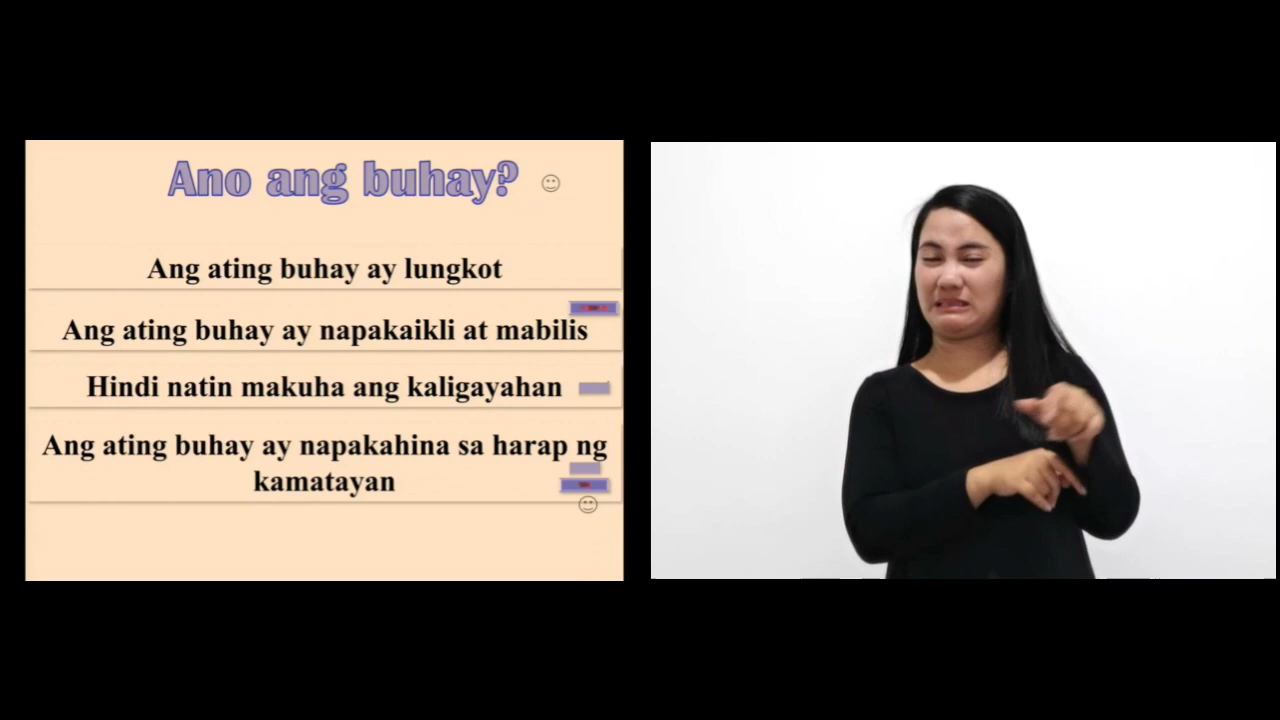 Ano ang buhay?
Ang ating buhay ay lungkot
Ang ating buhay ay napakaikli at mabilis
Hindi natin makuha ang kaligayahan
Ang ating buhay ay napakahina sa harap ng
kamatayan